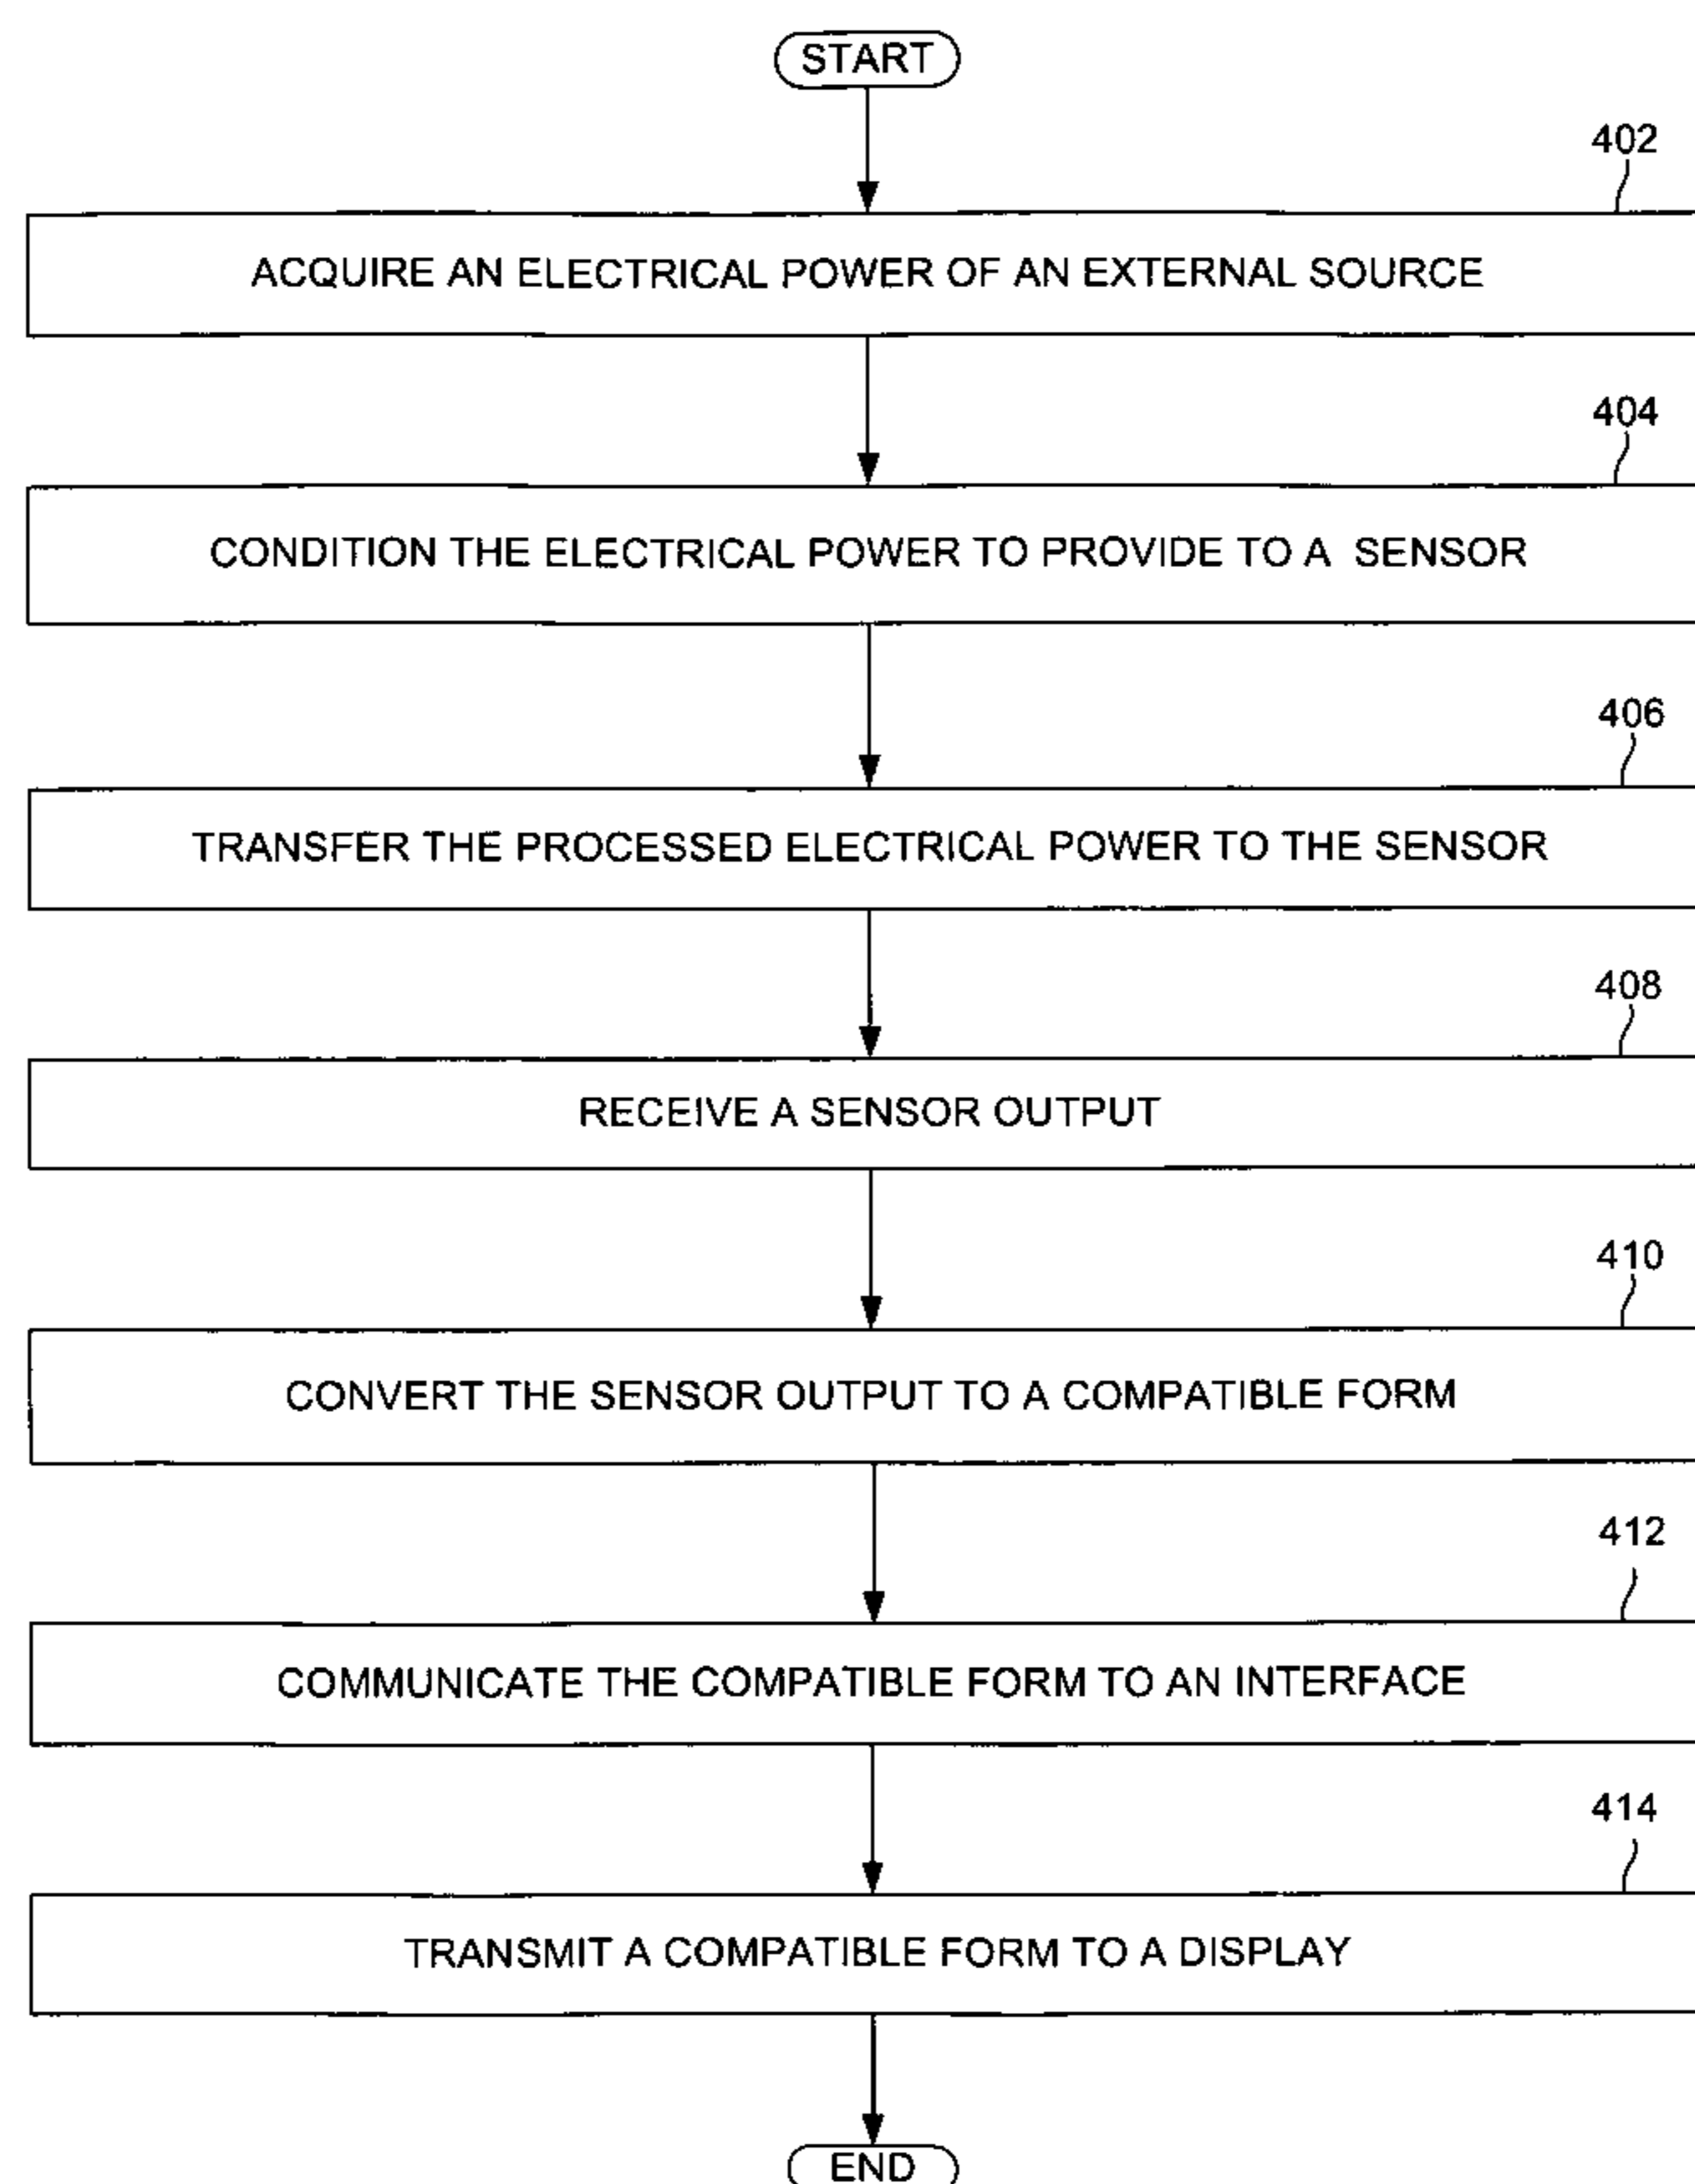 START
402
ACQUIRE AN ELECTRICAL POWER OF AN EXTERNAL SOURCE
404
CONDITION THE ELECTRICAL POWER TO PROVIDE TO A SENSOR
406
TRANSFER THE PROCESSED ELECTRICAL POWER TO THE SENSOR
408
RECEIVE A SENSOR OUTPUT
410
CONVERT THE SENSOR OUTPUT TO A COMPATIBLE FORM
412
COMMUNICATE THE COMPATIBLE FORM TO AN INTERFACE
414
TRANSMIT A COMPATIBLE FORM TO A DISPLAY
END